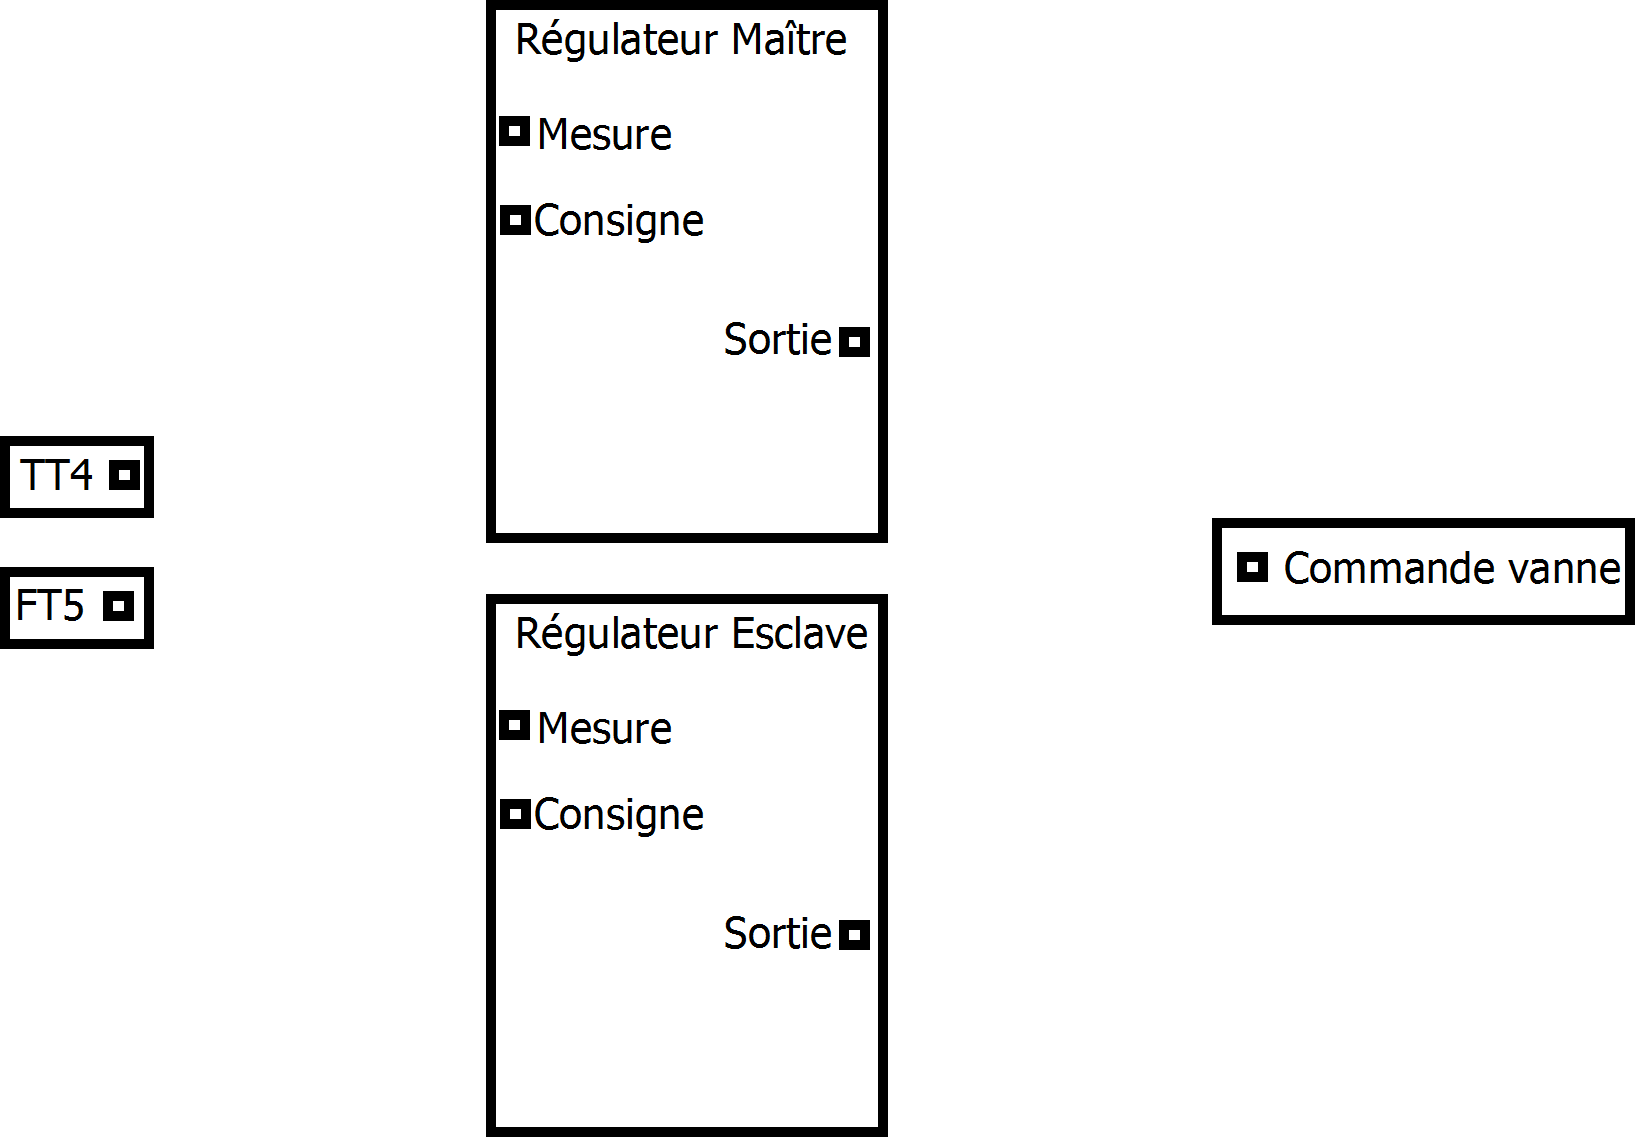 Régulateur Maître
Mesure
Consigne
Sortie
TT4
FT5
Commande vanne
Régulateur Esclave
Mesure
Consigne
Sortie